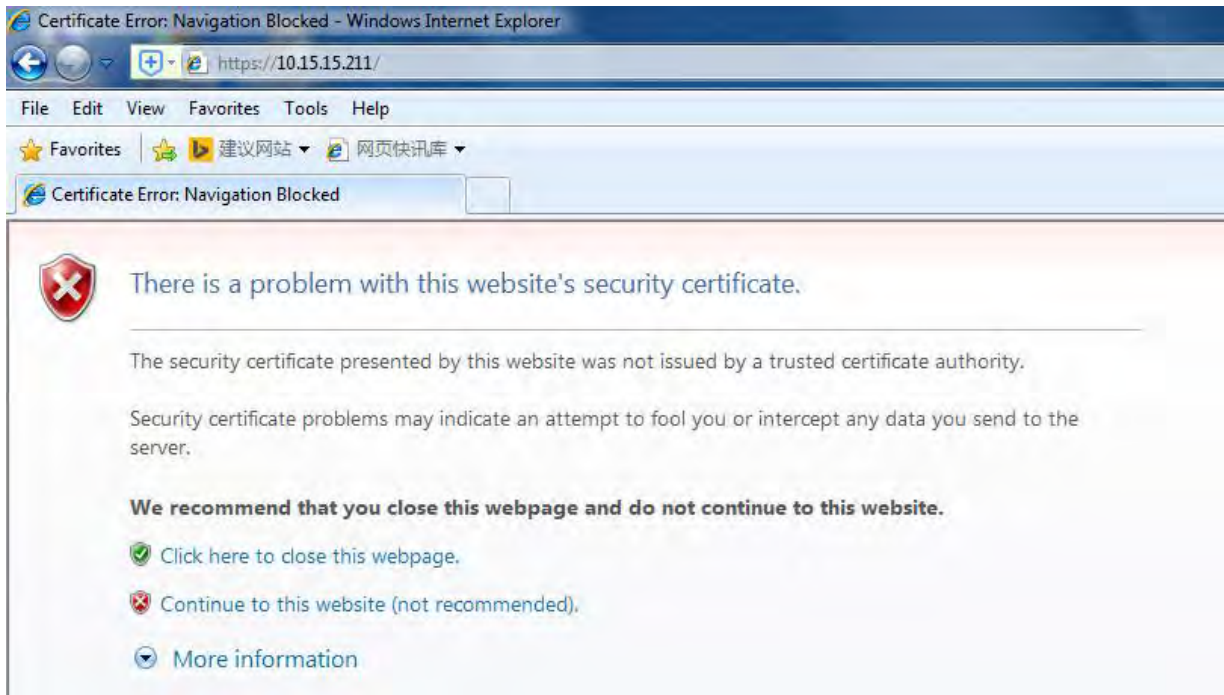 Certificate Error: Navigation Blocked - Windows Internet Explorer
https://10.15.15.211/
File Edit View Favorites Tools Help
Favorites 建议网站 网页快讯库
Certificate Error: Navigation Blocked
There is a problem with this website's security certificate.
The security certificate presented by this website was not issued by a trusted certificate authority.
Security certificate problems may indicate an attempt to fool you or intercept any data you send to the
server.
We recommend that you close this webpage and do not continue to this website.
Click here to close this webpage.
Continue to this website (not recommended).
More information